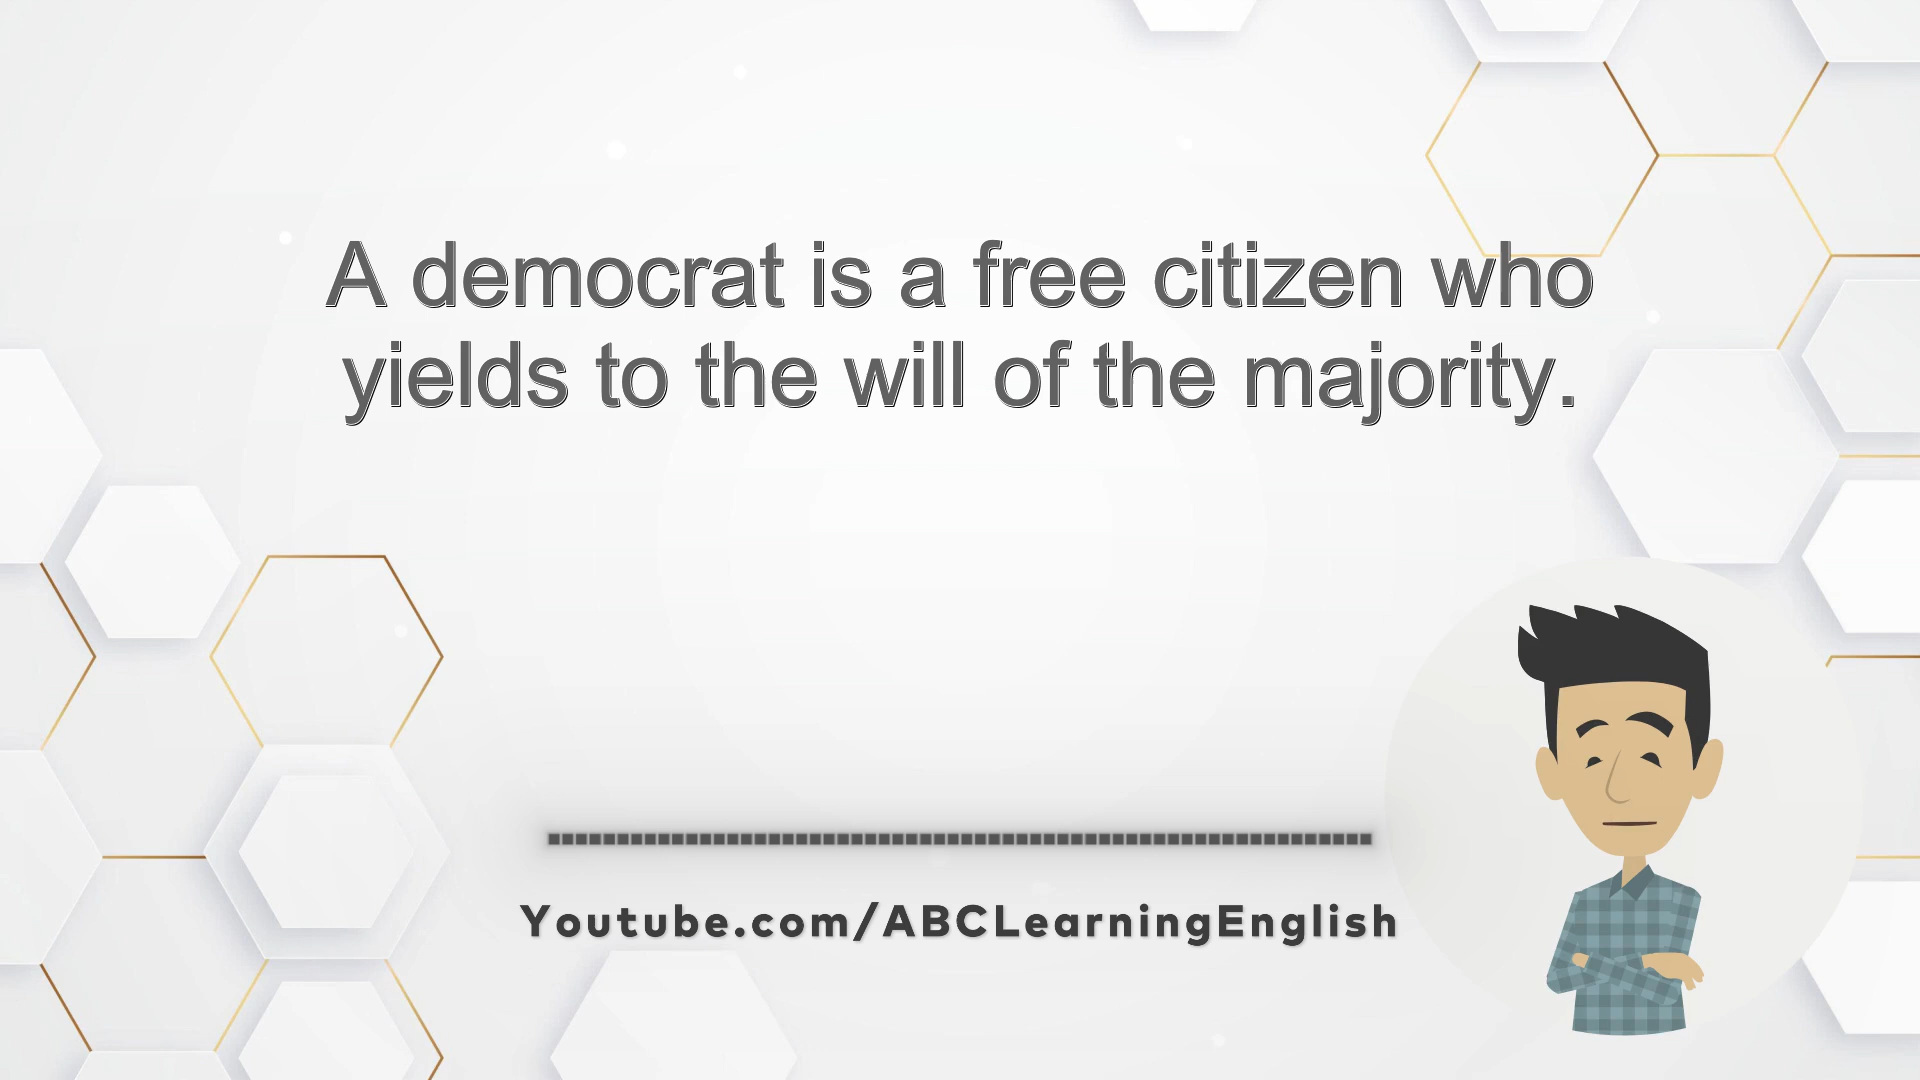 A democrat is a free citizen who
yields to the will of the majority.
Youtube.com/ABCLearningEnglish